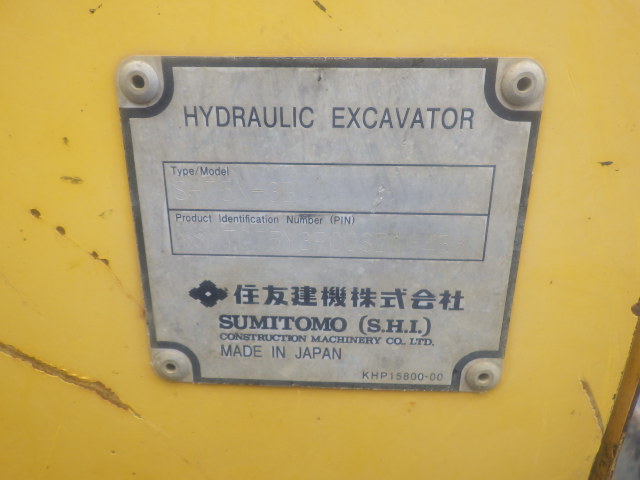 HYDRAULIC EXCAVATOR
Type/Model
Product Identification Number (PIN)
住友建機株式会社
SUMITOMO (S.H.I.)
CONSTRUCTION MACHINERY CO., LTD.
MADE IN JAPAN
KHP15800-00